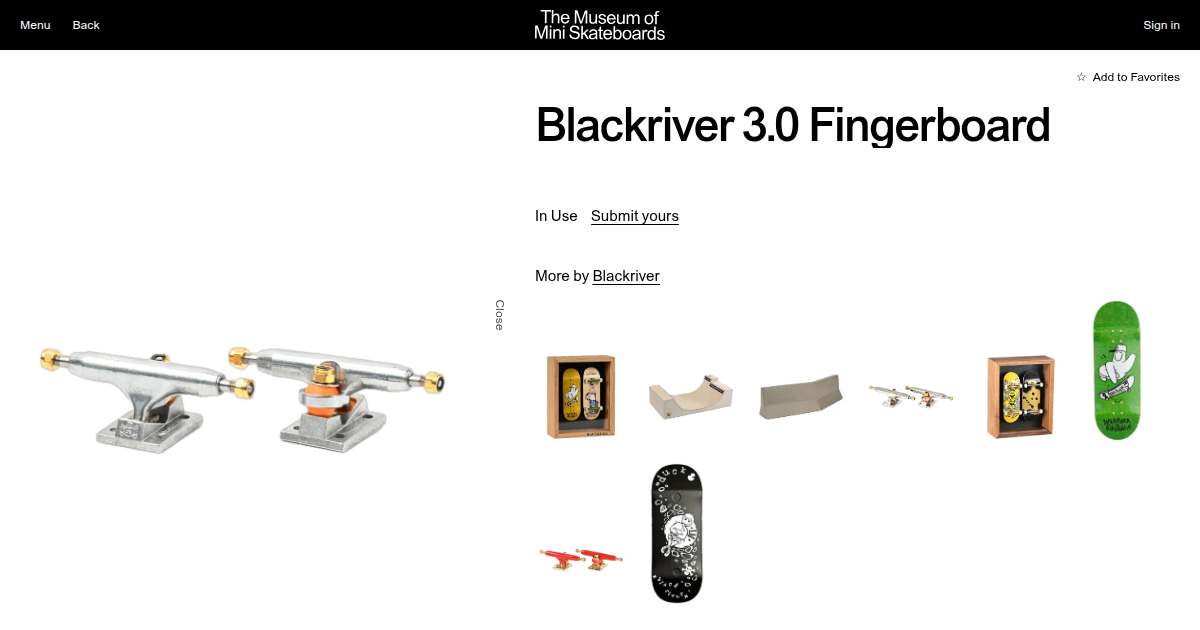 Menu
Back
The Museum of
Mini Skateboards
Sign in
☆ Add to Favorites
Blackriver 3.0 Fingerboard
In Use Submit yours
More by Blackriver
Close